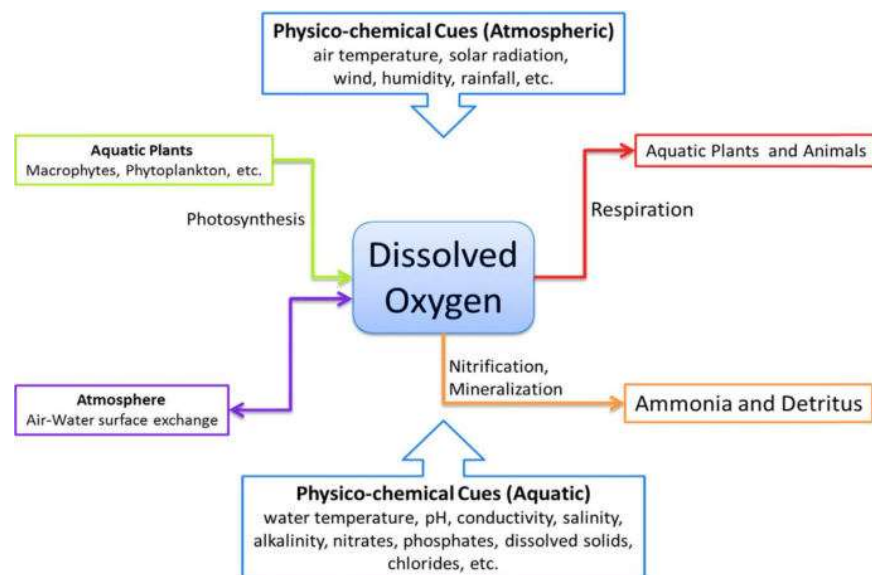 Physico-chemical Cues (Atmospheric)
air temperature, solar radiation,
wind, humidity, rainfall, etc.
Aquatic Plants
Macrophytes, Phytoplankton, etc.
Aquatic Plants and Animals
Photosynthesis
Respiration
Dissolved
Oxygen
Nitrification,
Mineralization
Atmosphere
Air-Water surface exchange
Ammonia and Detritus
Physico-chemical Cues (Aquatic)
water temperature, pH, conductivity, salinity,
alkalinity, nitrates, phosphates, dissolved solids,
chlorides, etc.